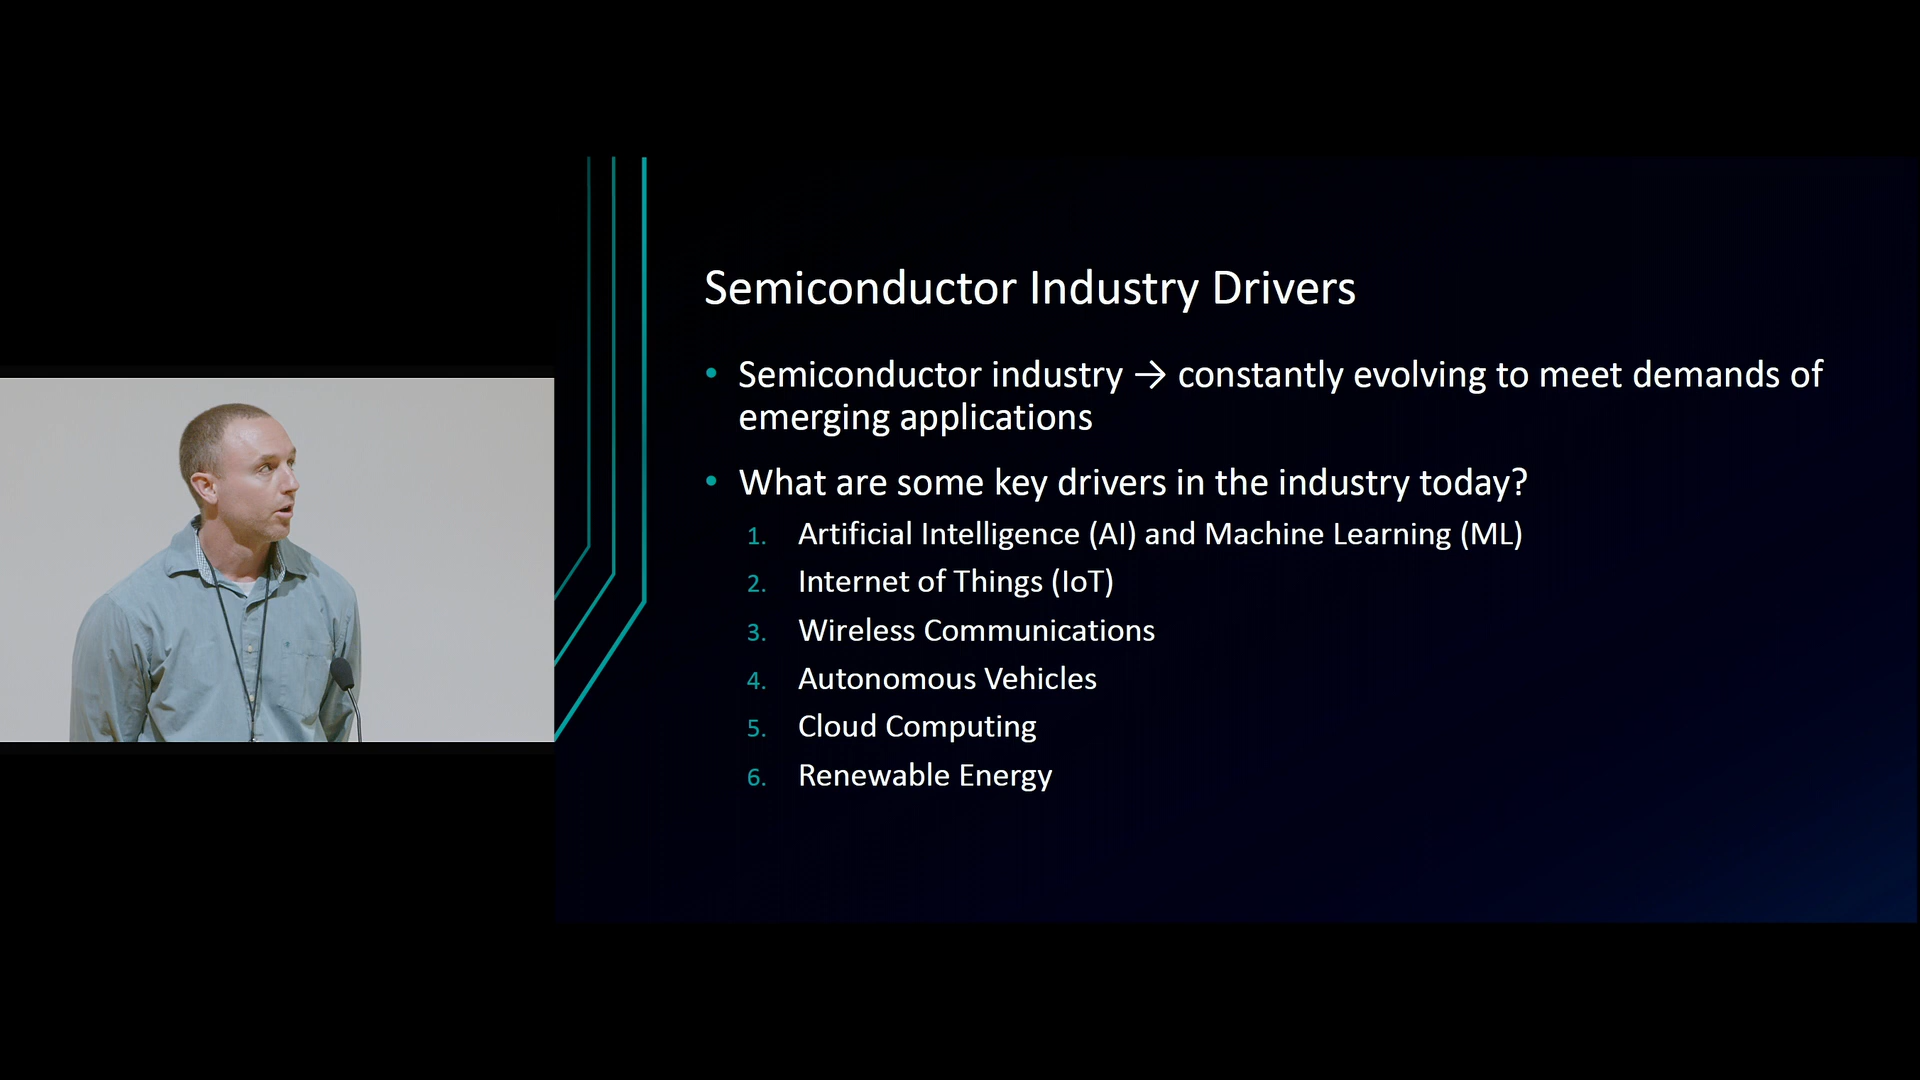 Semiconductor Industry Drivers
• Semiconductor industry → constantly evolving to meet demands of
emerging applications
• What are some key drivers in the industry today?
1. Artificial Intelligence (AI) and Machine Learning (ML)
2. Internet of Things (IoT)
3. Wireless Communications
4. Autonomous Vehicles
5. Cloud Computing
6. Renewable Energy